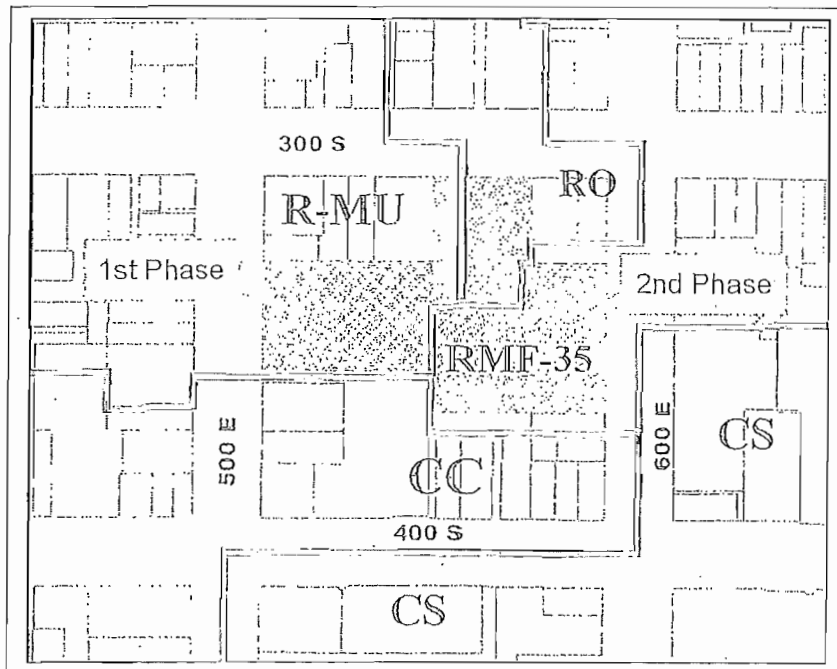 300 S
R-MU
RO
1st Phase
2nd Phase
RMF-35
500 E
CC
600 E
CS
400 S
CS